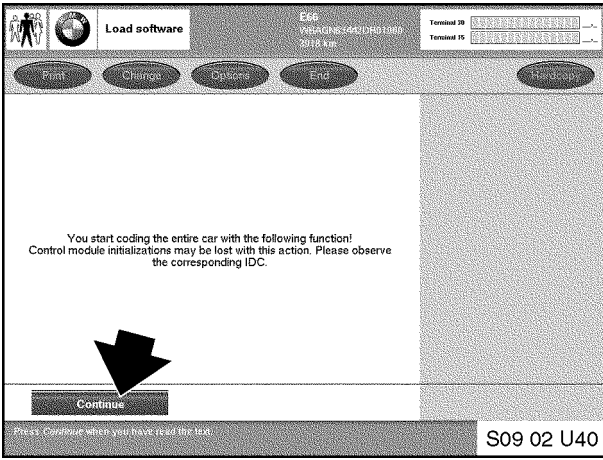 Load software
E66
3918 km
Terminal 30
Terminal 15
Print
Change
Options
End
Hardcopy
You start coding the entire car with the following function!
Control module initializations may be lost with this action. Please observe
the corresponding IDC.
Continue
Press Continue when you have read the text.
S09 02 U40